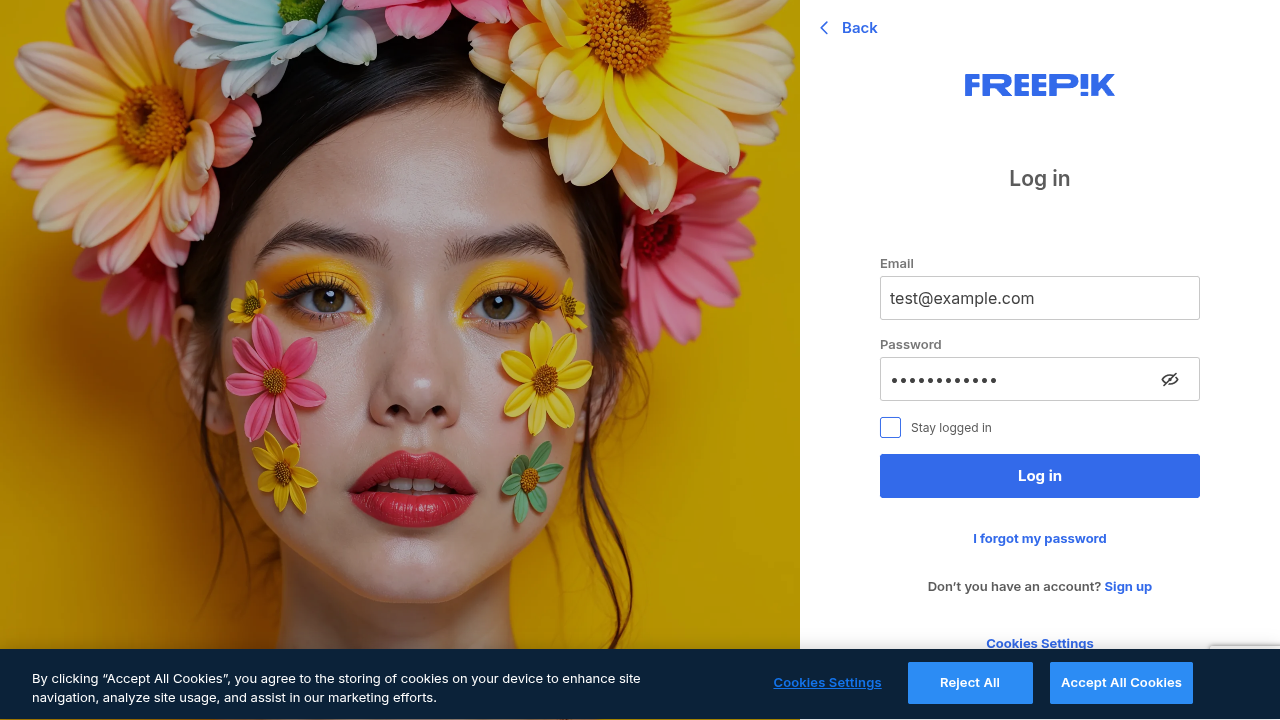 Back
FREEP!K
Log in
Email
test@example.com
Password
Stay logged in
Log in
I forgot my password
Don't you have an account? Sign up
Cookies Settings
By clicking “Accept All Cookies”, you agree to the storing of cookies on your device to enhance site
navigation, analyze site usage, and assist in our marketing efforts.
Cookies Settings
Reject All
Accept All Cookies